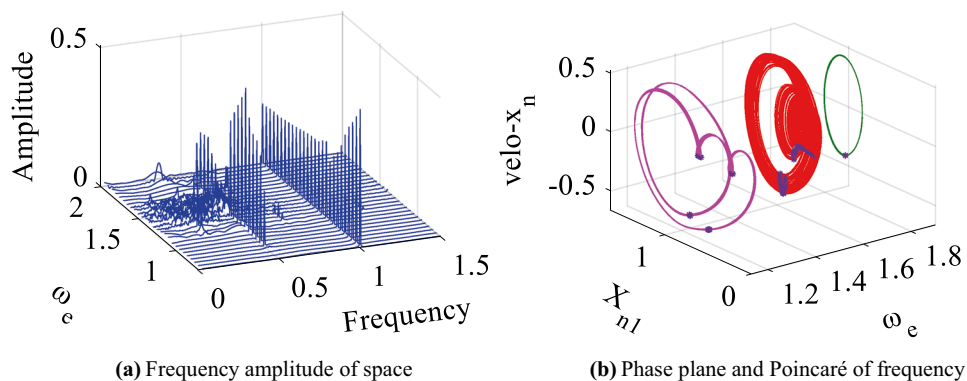 0.5
Amplitude
0
2
1.5
1
ω e
0
0.5
1
1.5
Frequency
(a) Frequency amplitude of space
0.5
velo-x n
0
-0.5
1
X n1
0
1.2
1.4
1.6
1.8
ω e
(b) Phase plane and Poincaré of frequency